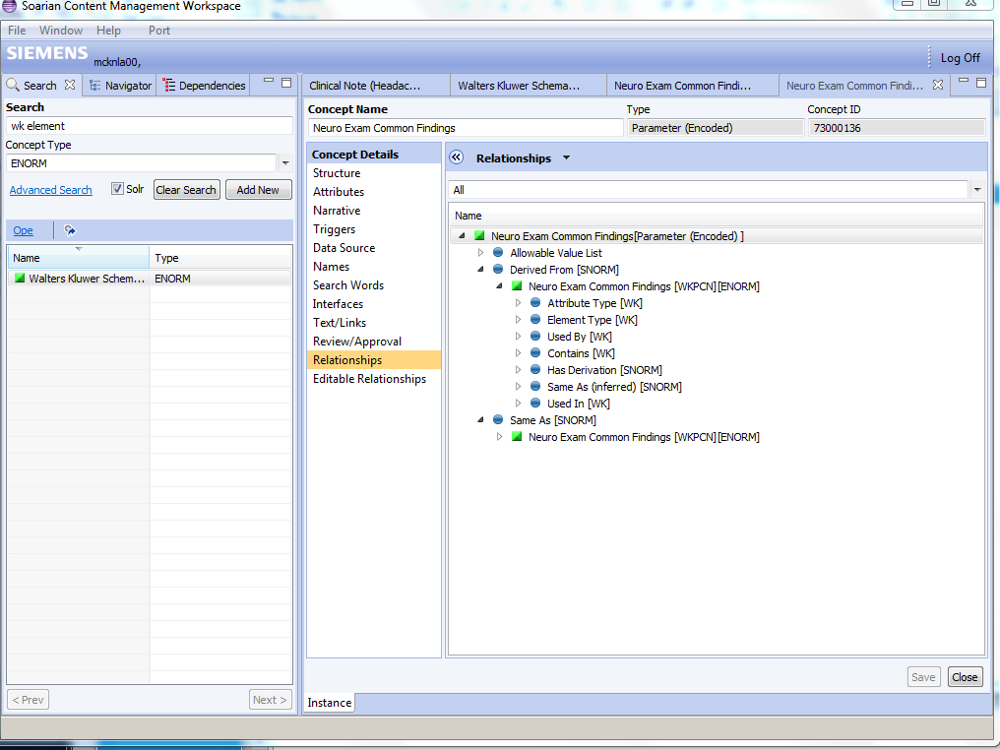 Soarian Content Management Workspace
File Window Help Port
SIEMENS mcknla00,
Log Off
Search Navigator Dependencies
Search
wk element
Concept Type
ENORM
Advanced Search Solr Clear Search Add New
Ope
Name Type
Walters Kluwer Schem... ENORM
< Prev Next >
Clinical Note (Headac... Walters Kluwer Schema... Neuro Exam Common Findi... Neuro Exam Common Findi...
Concept Name Type Concept ID
Neuro Exam Common Findings Parameter (Encoded) 73000136
Concept Details
Structure
Attributes
Narrative
Triggers
Data Source
Names
Search Words
Interfaces
Text/Links
Review/Approval
Relationships
Editable Relationships
Relationships
All
Name
Neuro Exam Common Findings[Parameter (Encoded) ]
Allowable Value List
Derived From [SNORM]
Neuro Exam Common Findings [WKPCN][ENORM]
Attribute Type [WK]
Element Type [WK]
Used By [WK]
Contains [WK]
Has Derivation [SNORM]
Same As (inferred) [SNORM]
Used In [WK]
Same As [SNORM]
Neuro Exam Common Findings [WKPCN][ENORM]
Save Close
Instance